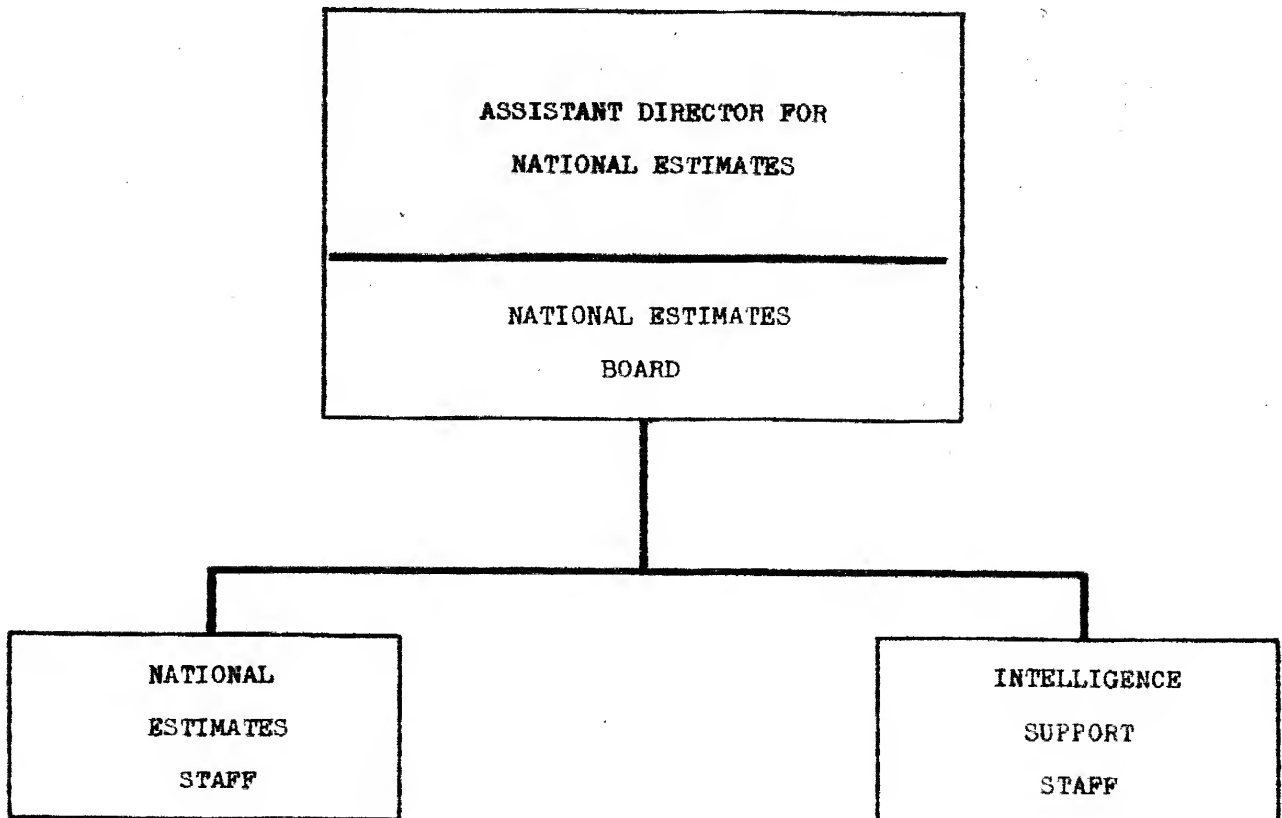 ASSISTANT DIRECTOR FOR
NATIONAL ESTIMATES
NATIONAL ESTIMATES
BOARD
NATIONAL
ESTIMATES
STAFF
INTELLIGENCE
SUPPORT
STAFF